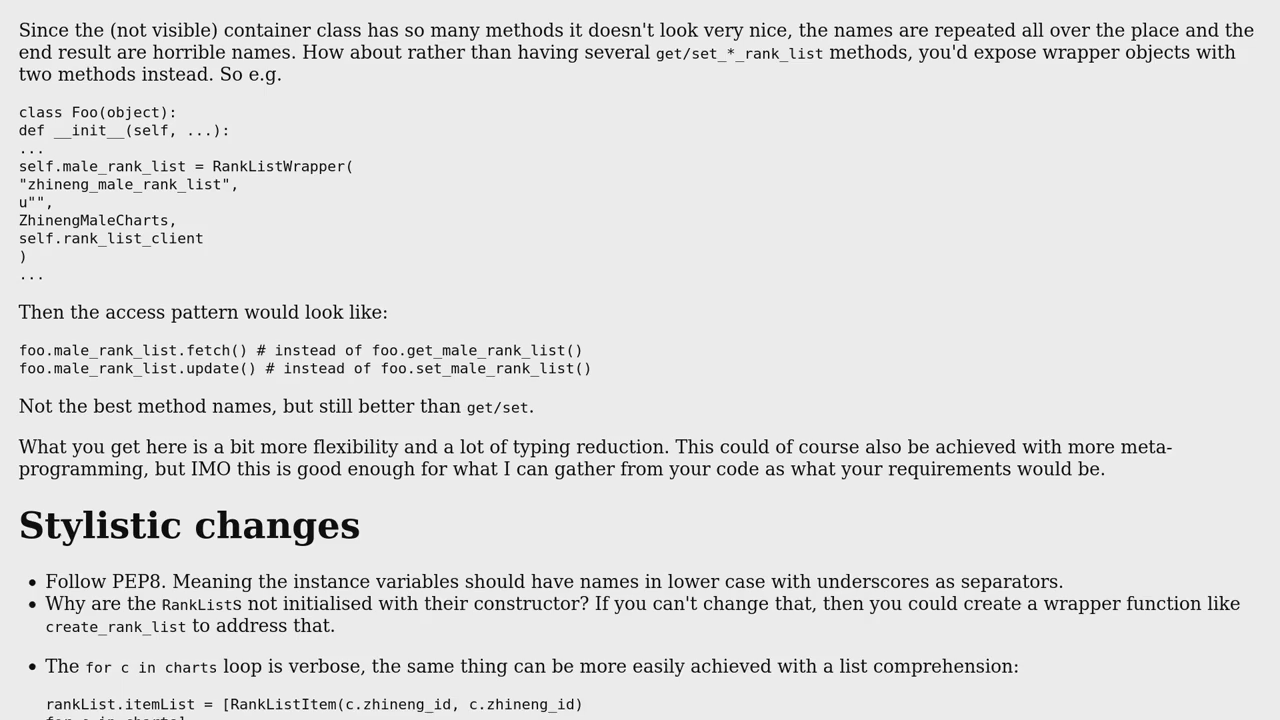 Since the (not visible) container class has so many methods it doesn't look very nice, the names are repeated all over the place and the
end result are horrible names. How about rather than having several get/set_*_rank_list methods, you'd expose wrapper objects with
two methods instead. So e.g.
class Foo(object):
def __init__(self, ...):
...
self.male_rank_list = RankListWrapper(
"zhineng_male_rank_list",
u"",
ZhinengMaleCharts,
self.rank_list_client
)
...
Then the access pattern would look like:
foo.male_rank_list.fetch() # instead of foo.get_male_rank_list()
foo.male_rank_list.update() # instead of foo.set_male_rank_list()
Not the best method names, but still better than get/set.
What you get here is a bit more flexibility and a lot of typing reduction. This could of course also be achieved with more meta-
programming, but IMO this is good enough for what I can gather from your code as what your requirements would be.
Stylistic changes
• Follow PEP8. Meaning the instance variables should have names in lower case with underscores as separators.
• Why are the RankLists not initialised with their constructor? If you can't change that, then you could create a wrapper function like
create_rank_list to address that.
• The for c in charts loop is verbose, the same thing can be more easily achieved with a list comprehension:
rankList.itemList = [RankListItem(c.zhineng_id, c.zhineng_id)
for c in charts]